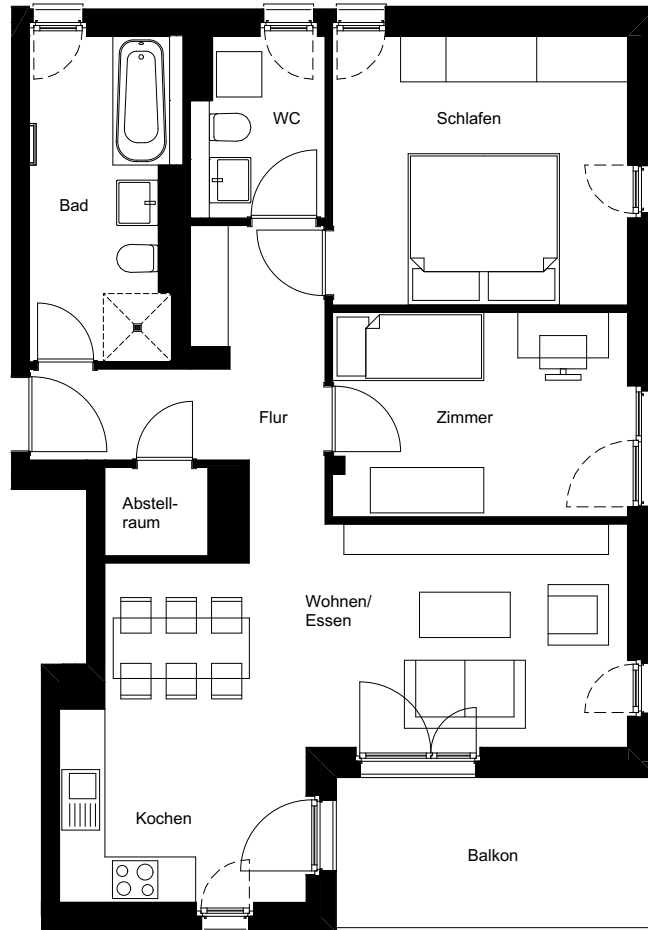 WC
Schlafen
Bad
Flur
Zimmer
Abstell-
raum
Wohnen/
Essen
Kochen
Balkon